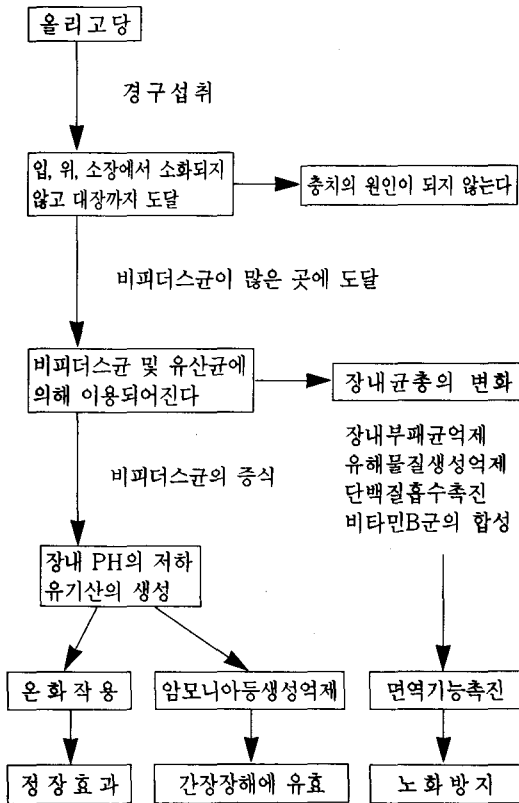 올리고당
경구섭취
입, 위, 소장에서 소화되지
않고 대장까지 도달
충치의 원인이 되지 않는다
비피더스균이 많은 곳에 도달
비피더스균 및 유산균에
의해 이용되어진다
장내균총의 변화
장내부패균억제
유해물질생성억제
단백질흡수촉진
비타민B군의 합성
비피더스균의 증식
장내 PH의 저하
유기산의 생성
온화작용
암모니아등생성억제
면역기능촉진
정장효과
간장장해에 유효
노화방지